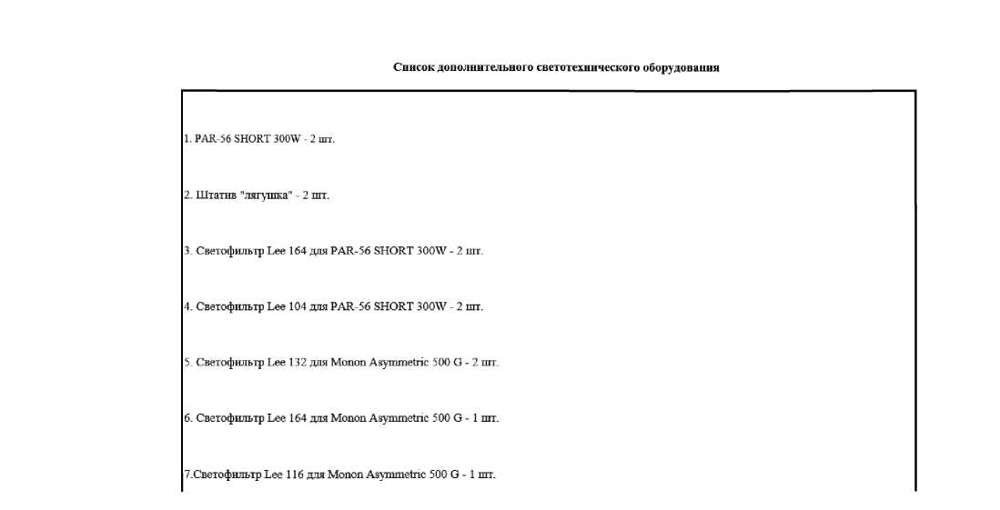 Список дополнительного светотехнического оборудования
1. PAR-56 SHORT 300W - 2 шт.
2. Штатив "лягушка" - 2 шт.
3. Светофильтр Lee 164 для PAR-56 SHORT 300W - 2 шт.
4. Светофильтр Lee 104 для PAR-56 SHORT 300W - 2 шт.
5. Светофильтр Lee 132 для Monon Asymmetric 500 G - 2 шт.
6. Светофильтр Lee 164 для Monon Asymmetric 500 G - 1 шт.
7.Светофильтр Lee 116 для Monon Asymmetric 500 G - 1 шт.